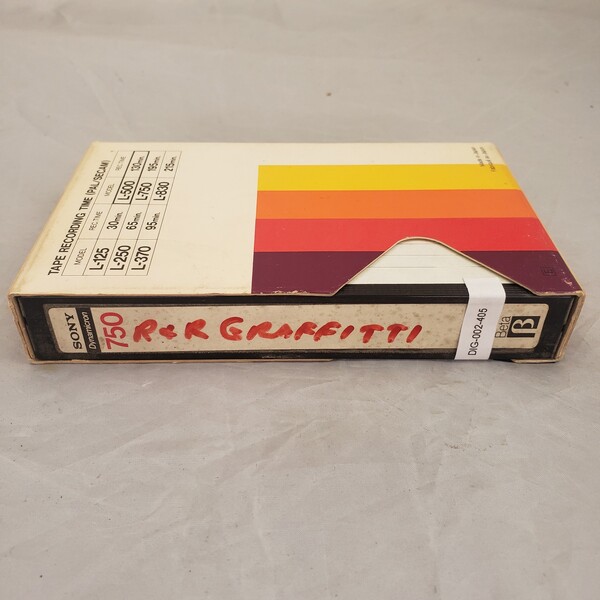 TAPE RECORDING TIME (PAL/SECAM)
MODEL REC TIME MODEL REC TIME
L-125 30min. L-500 130min.
L-250 65min. L-750 195min.
L-370 95min. L-830 215min.
SONY
Dynamicron
750
R&R GRAFFITTI
DIG-002-405
Beta
β